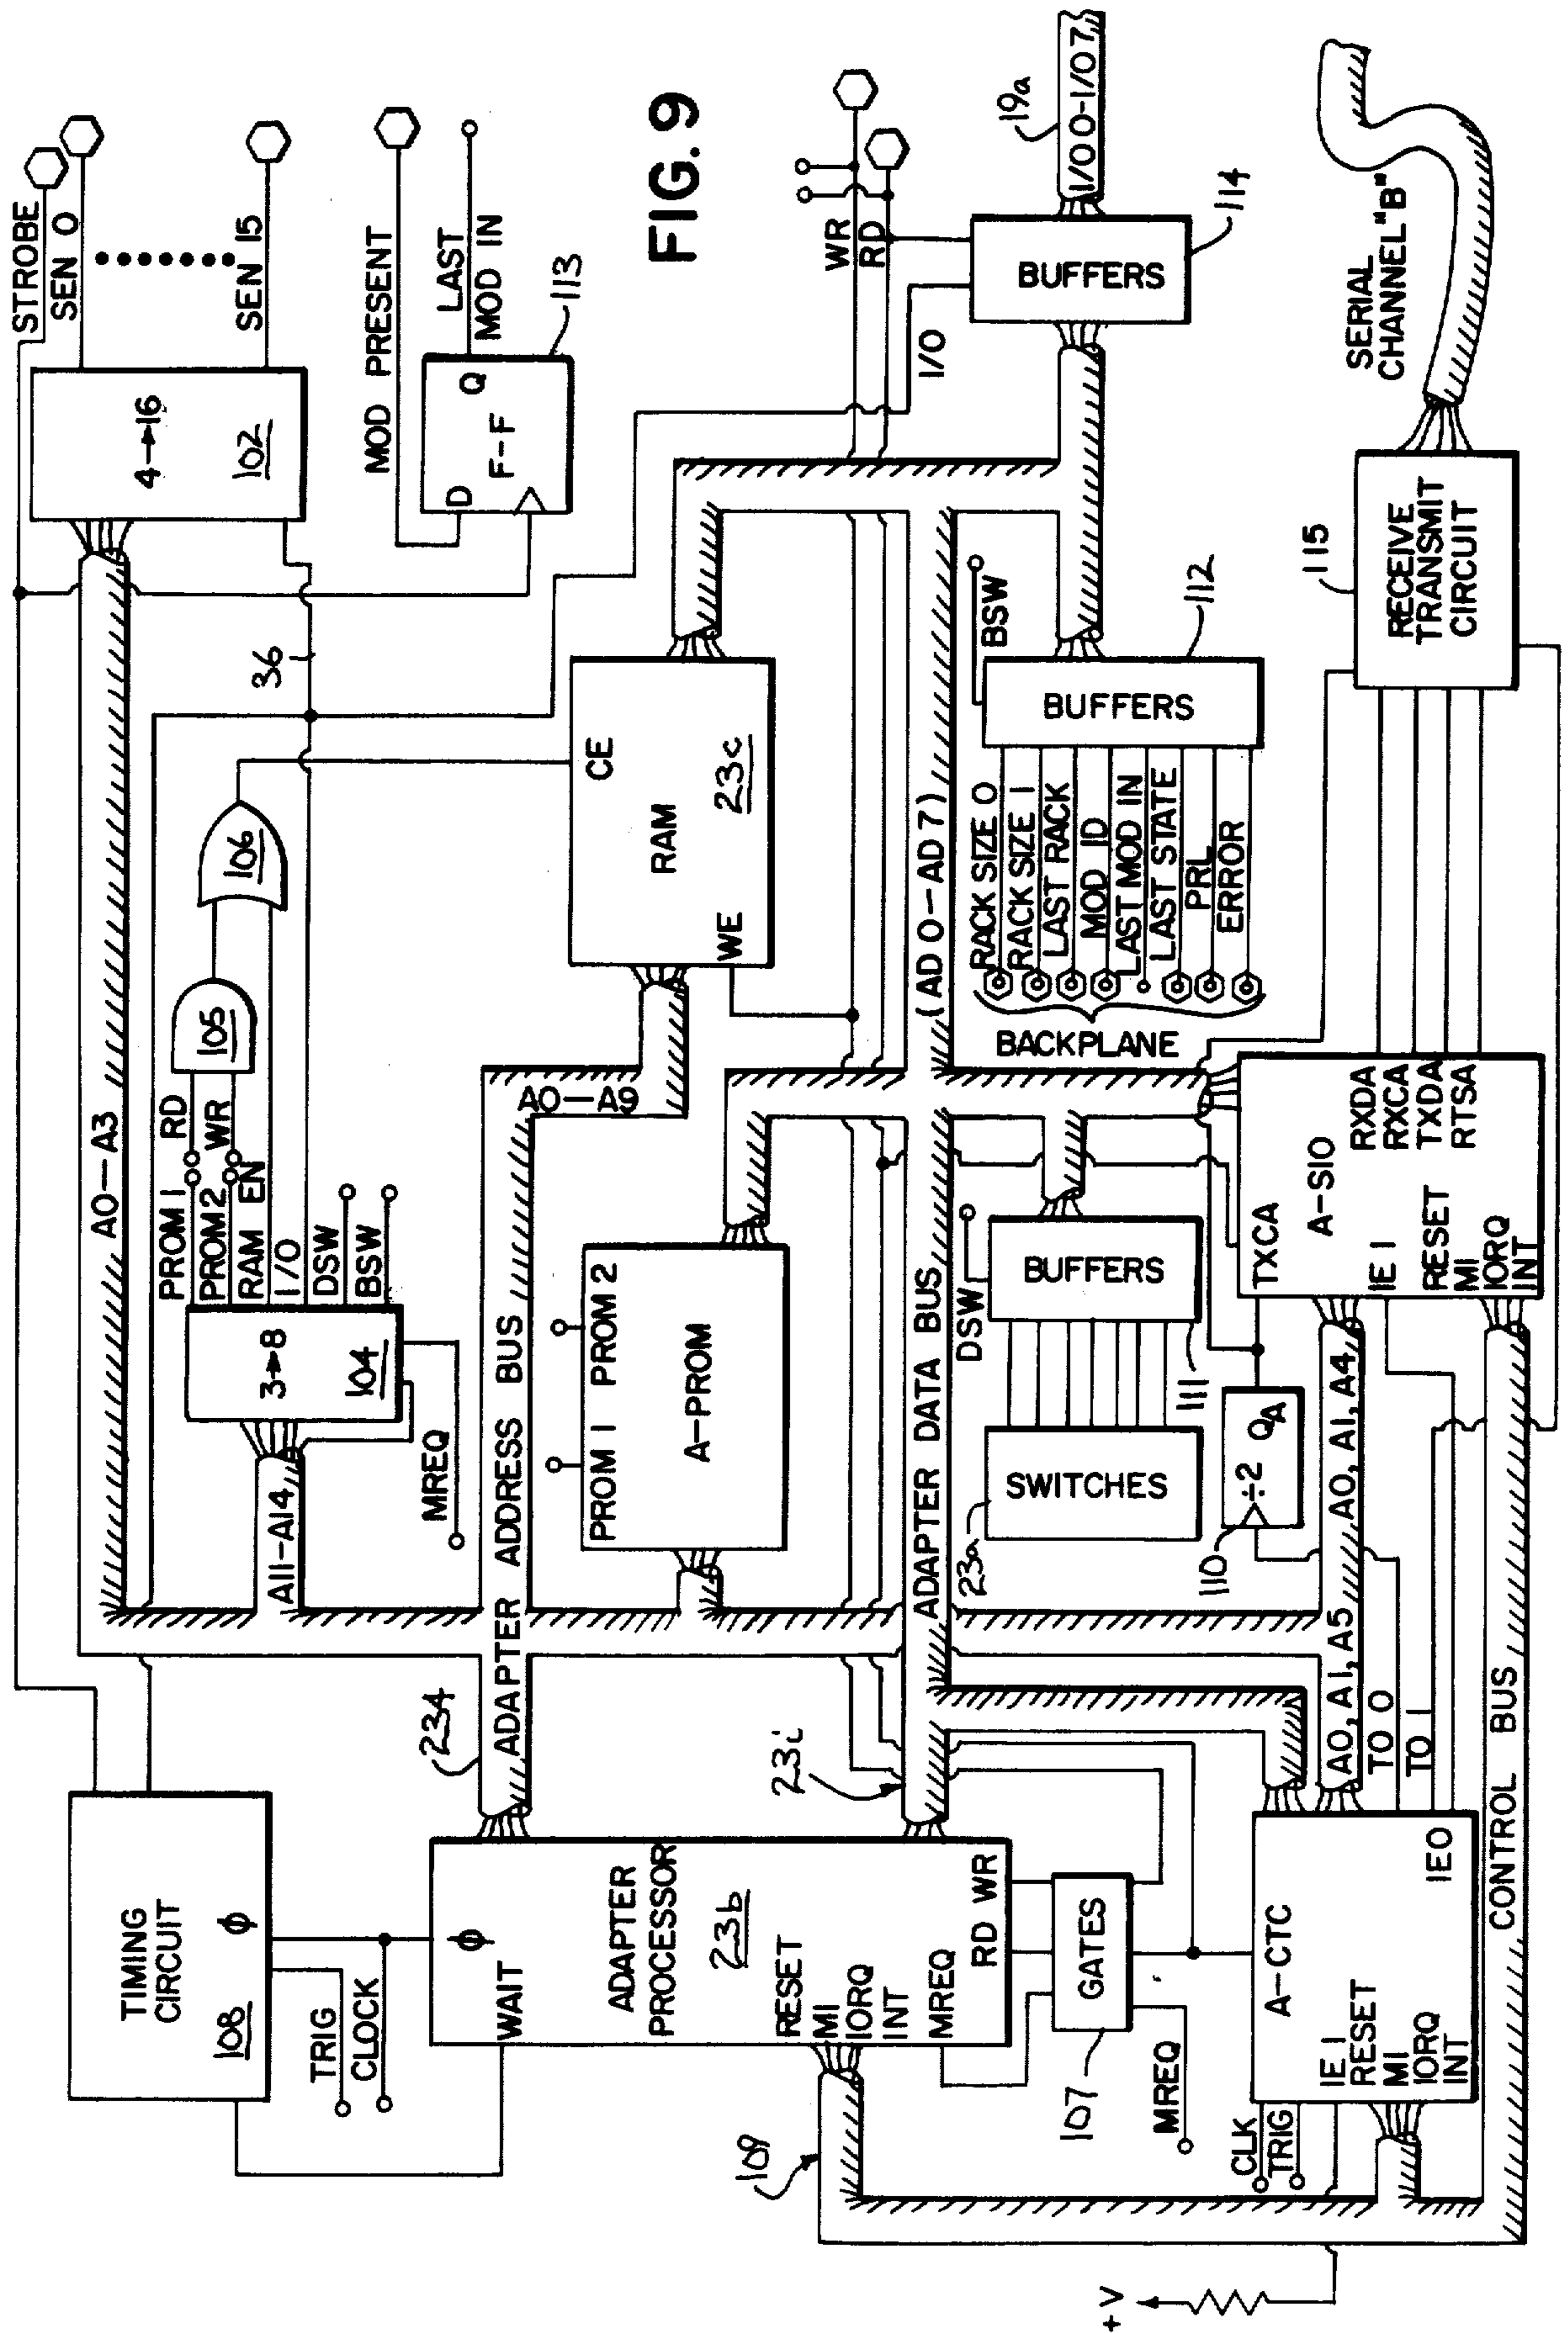 FIG. 9
STROBE
SEN 0
SEN 15
4→16
102
MOD PRESENT
LAST
MOD IN
D
Q
F-F
113
A0—A3
36
106
105
PROM 1
RD
PROM 2
WR
RAM EN
I/O
DSW
BSW
3→8
104
A11-A14
MREQ
TIMING
CIRCUIT
108
ϕ
TRIG
CLOCK
234
ADAPTER ADDRESS BUS
A0—A9
CE
RAM
23c
WE
PROM 1
PROM 2
A-PROM
WR
RD
I/O
19a
I/O 0-I/O 7
BUFFERS
114
ϕ
WAIT
ADAPTER
PROCESSOR
23b
RESET
MI
IORQ
INT
MREQ
RD
WR
23i
ADAPTER DATA BUS
(AD 0-AD 7)
BSW
BUFFERS
112
RACK SIZE 0
RACK SIZE 1
LAST RACK
MOD ID
LAST MOD IN
LAST STATE
PRL
ERROR
BACKPLANE
DSW
BUFFERS
111
SWITCHES
23a
GATES
107
MREQ
109
110
÷2
QA
TXCA
A-SIO
RXDA
RXCA
TXDA
RTSA
IE I
RESET
MI
IORQ
INT
115
RECEIVE
TRANSMIT
CIRCUIT
SERIAL
CHANNEL "B"
A0, A1, A5
A0, A1, A4
TO 0
TO 1
A-CTC
IEO
IE I
RESET
MI
IORQ
INT
CLK
TRIG
CONTROL BUS
+V